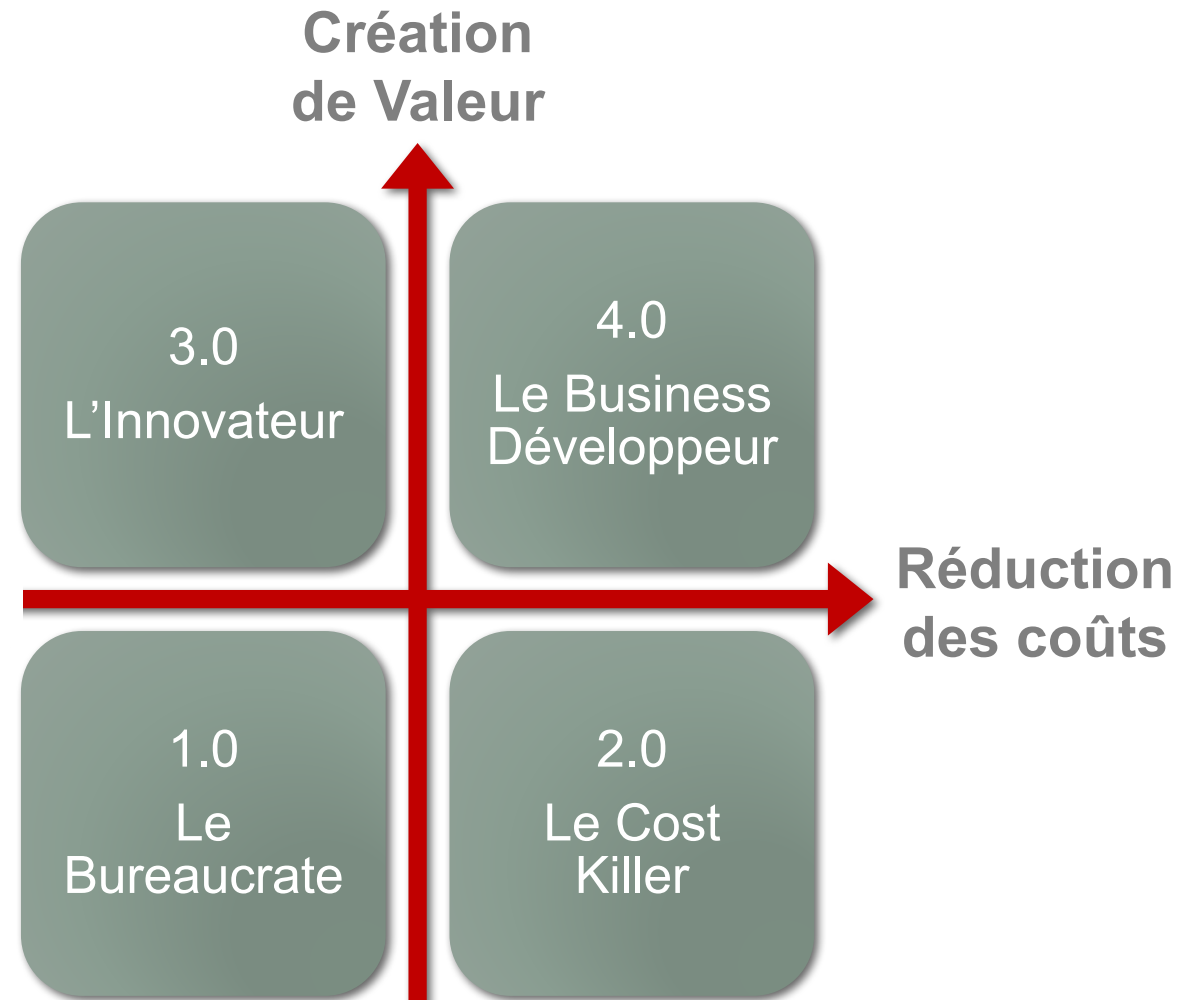 Création
de Valeur
3.0
L’Innovateur
4.0
Le Business
Développeur
Réduction
des coûts
1.0
Le
Bureaucrate
2.0
Le Cost
Killer